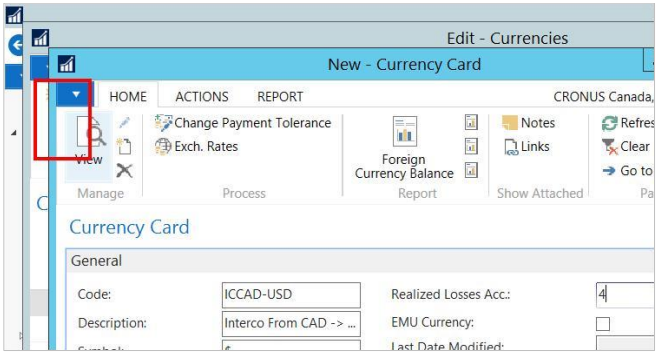 Edit - Currencies
New - Currency Card
HOME ACTIONS REPORT CRONUS Canada,
View
Change Payment Tolerance
Exch. Rates
Foreign
Currency Balance
Notes
Links
Refres
Clear
Go to
Manage Process Report Show Attached Pa
Currency Card
General
Code: ICCAD-USD Realized Losses Acc.: 4
Description: Interco From CAD -> ... EMU Currency:
Symbol: $ Last Date Modified: